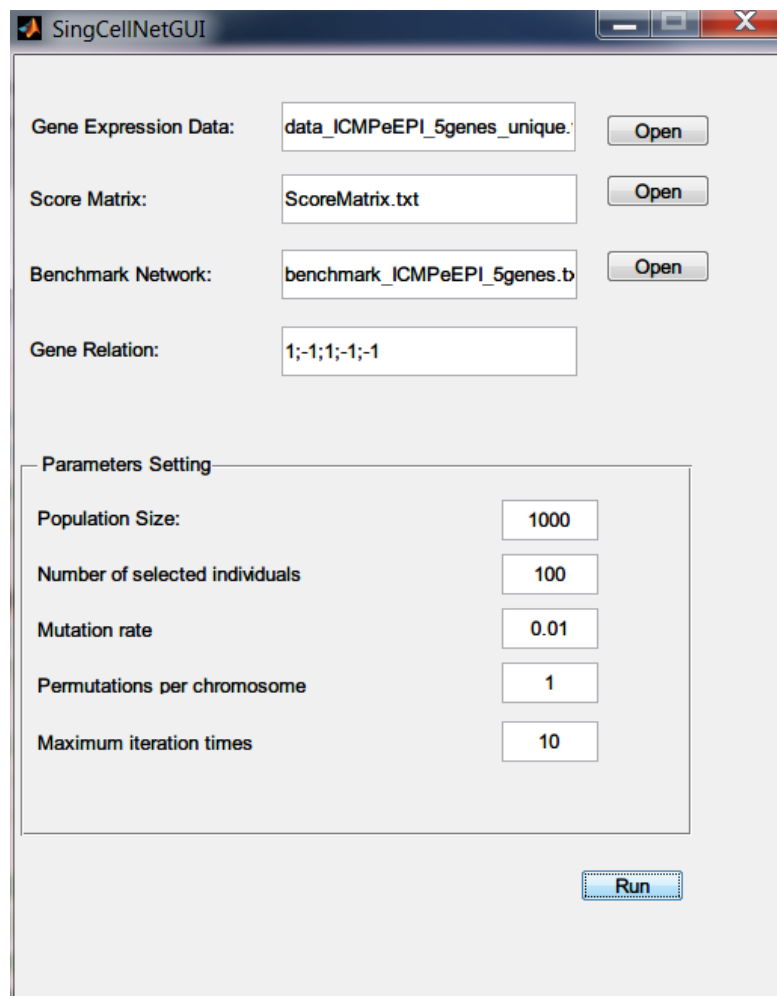 SingCellNetGUI
Gene Expression Data: data_ICMPeEPI_5genes_unique. Open
Score Matrix: ScoreMatrix.txt Open
Benchmark Network: benchmark_ICMPeEPI_5genes.tx Open
Gene Relation: 1;-1;1;-1;-1
Parameters Setting
Population Size: 1000
Number of selected individuals 100
Mutation rate 0.01
Permutations per chromosome 1
Maximum iteration times 10
Run